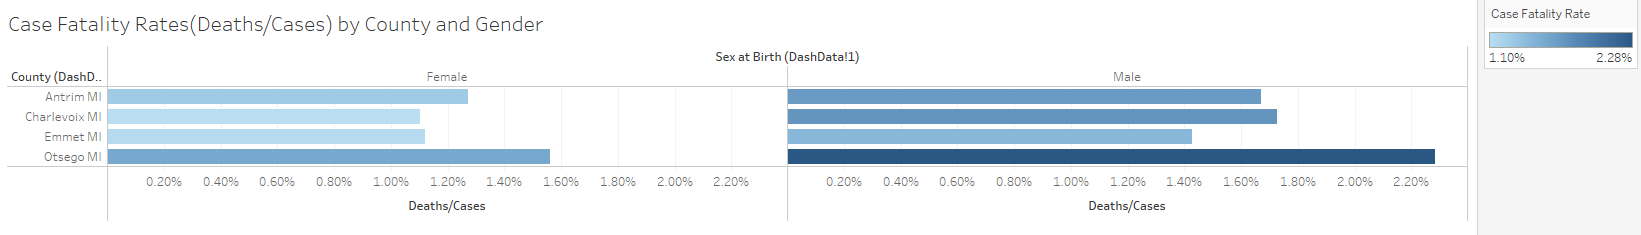 Case Fatality Rates(Deaths/Cases) by County and Gender
Case Fatality Rate
1.10% 2.28%
Sex at Birth (DashData!1)
County (DashD.. Female Male
Antrim MI
Charlevoix MI
Emmet MI
Otsego MI
0.20% 0.40% 0.60% 0.80% 1.00% 1.20% 1.40% 1.60% 1.80% 2.00% 2.20% 0.20% 0.40% 0.60% 0.80% 1.00% 1.20% 1.40% 1.60% 1.80% 2.00% 2.20%
Deaths/Cases Deaths/Cases